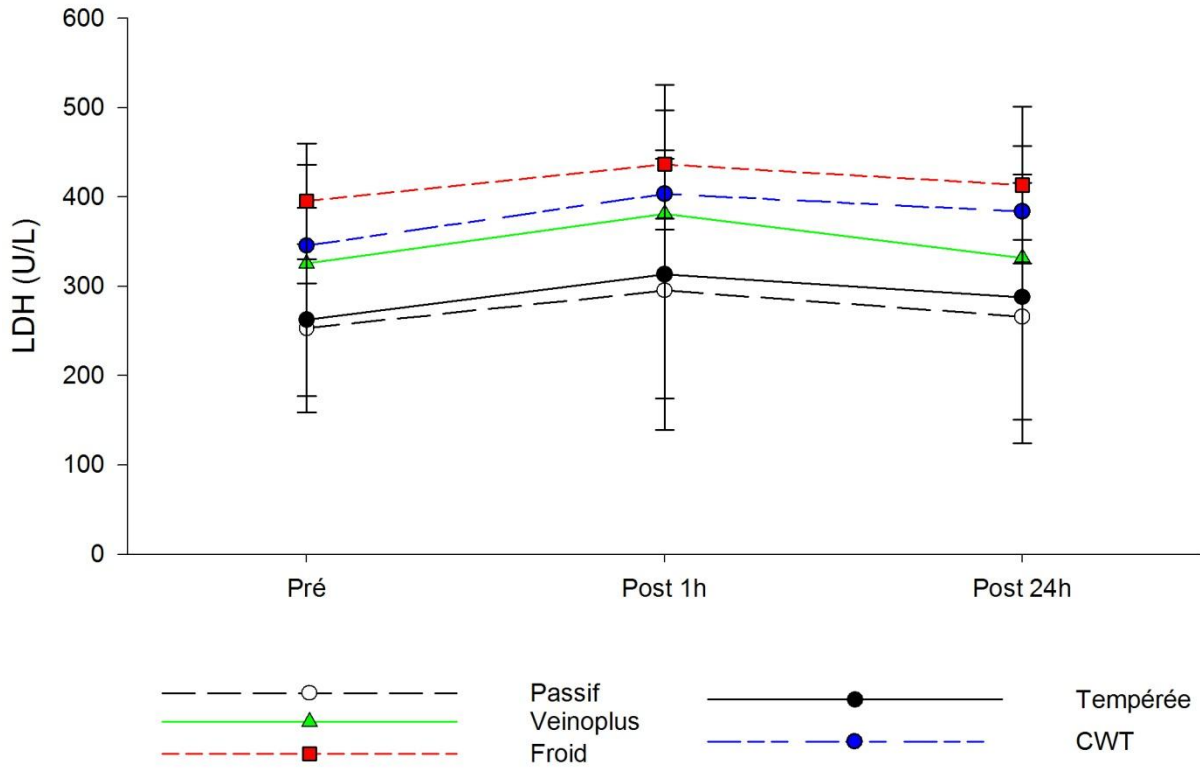 600
500
400
300
200
100
0
LDH (U/L)
Pré Post 1h Post 24h
Passif Tempérée
Veinoplus
Froid CWT